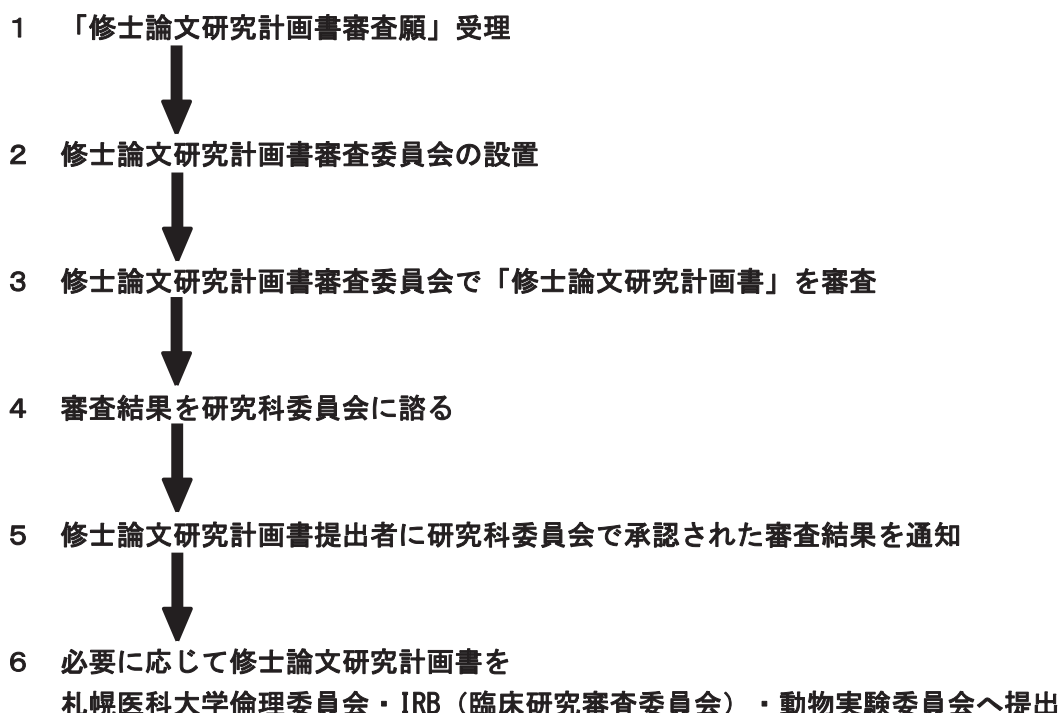 １　「修士論文研究計画書審査願」受理
２　修士論文研究計画書審査委員会の設置
３　修士論文研究計画書審査委員会で「修士論文研究計画書」を審査
４　審査結果を研究科委員会に諮る
５　修士論文研究計画書提出者に研究科委員会で承認された審査結果を通知
６　必要に応じて修士論文研究計画書を
札幌医科大学倫理委員会・IRB（臨床研究審査委員会）・動物実験委員会へ提出